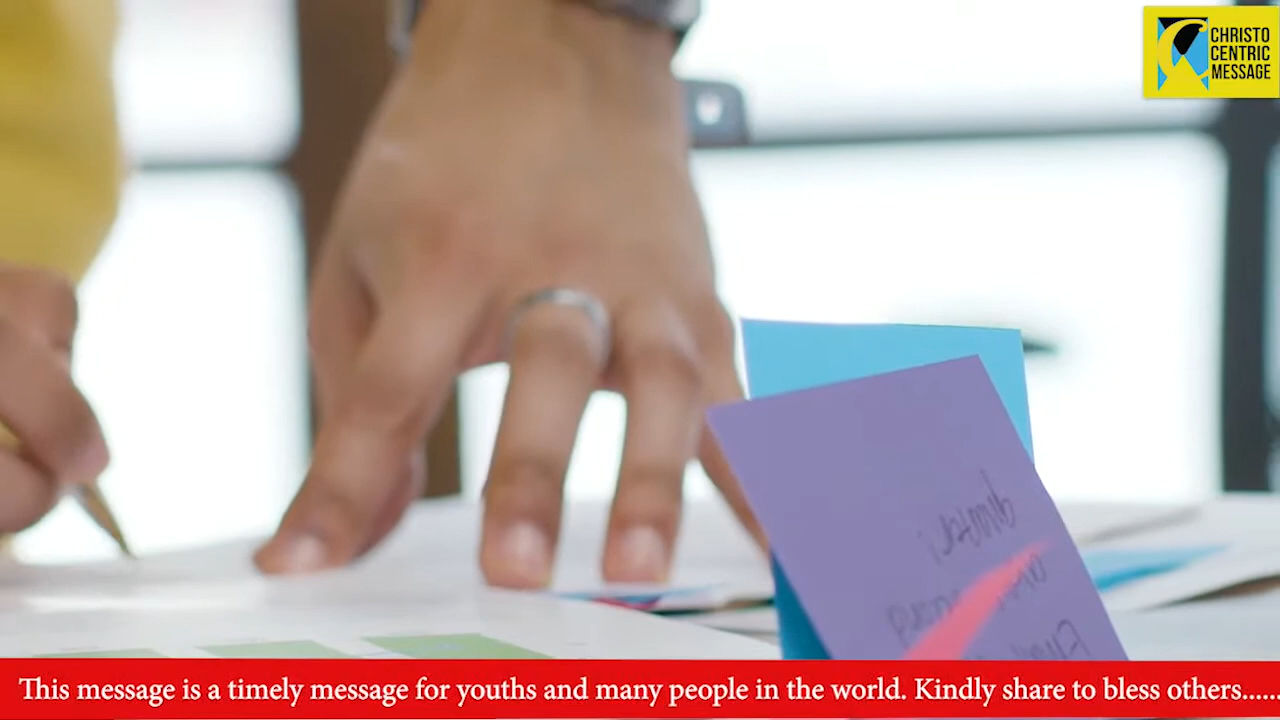 CHRISTO
CENTRIC
MESSAGE
This message is a timely message for youths and many people in the world. Kindly share to bless others......